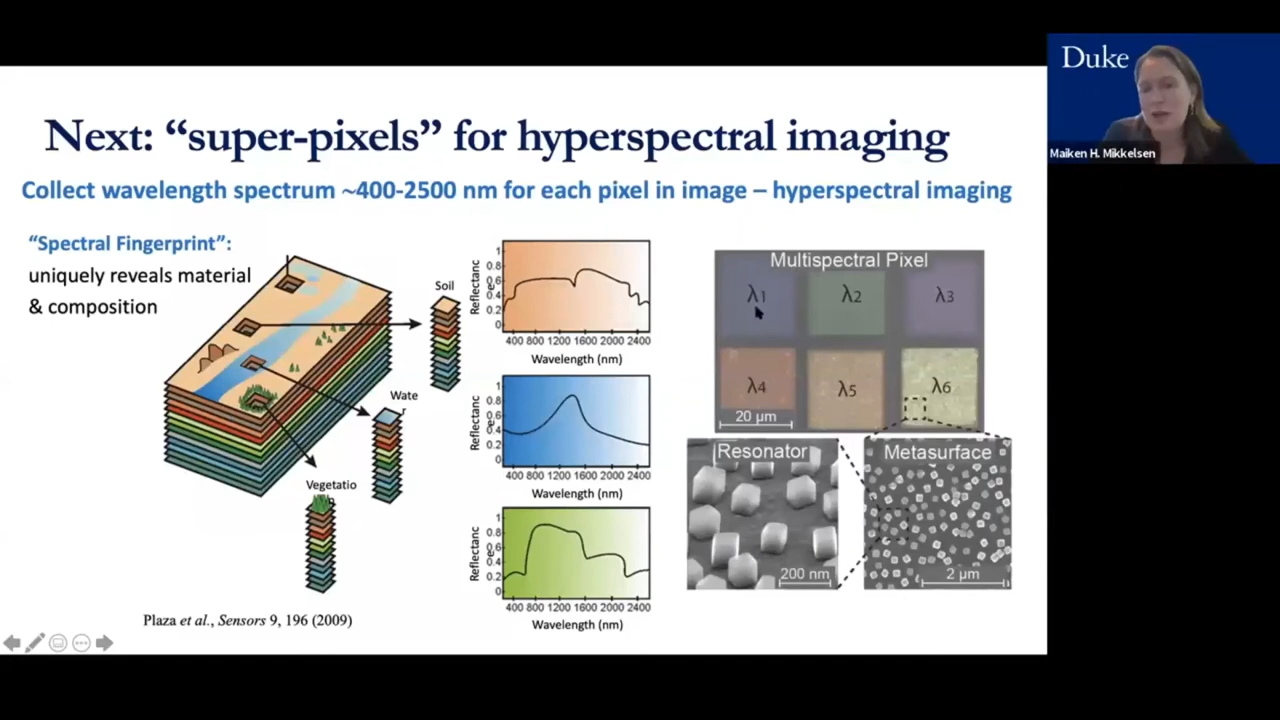 Next: “super-pixels” for hyperspectral imaging
Collect wavelength spectrum ~400-2500 nm for each pixel in image – hyperspectral imaging
“Spectral Fingerprint”:
uniquely reveals material
& composition
Soil
Wate
r
Vegetatio
n
Reflectanc
e
1
0.8
0.6
0.4
0.2
0
400 800 1200 1600 2000 2400
Wavelength (nm)
Reflectanc
e
1
0.8
0.6
0.4
0.2
0
400 800 1200 1600 2000 2400
Wavelength (nm)
Reflectanc
e
1
0.8
0.6
0.4
0.2
0
400 800 1200 1600 2000 2400
Wavelength (nm)
Multispectral Pixel
λ1 λ2 λ3
λ4 λ5 λ6
20 μm
Resonator
200 nm
Metasurface
2 μm
Plaza et al., Sensors 9, 196 (2009)
Duke
Maiken H. Mikkelsen